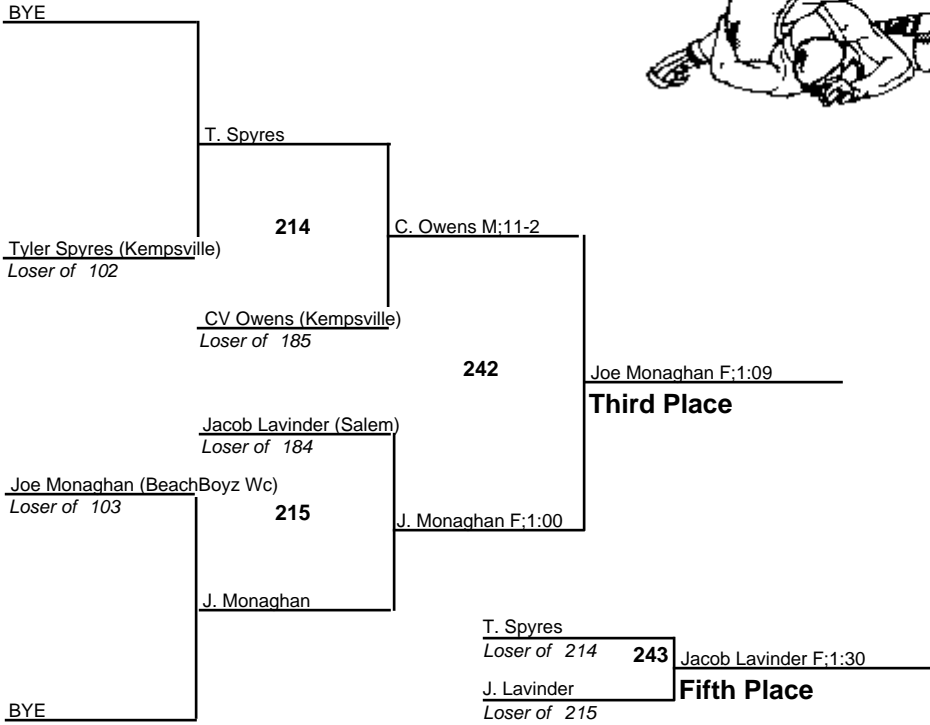 BYE
T. Spyres
214
C. Owens M;11-2
Tyler Spyres (Kempsville)
Loser of 102
CV Owens (Kempsville)
Loser of 185
242
Joe Monaghan F;1:09
Third Place
Jacob Lavinder (Salem)
Loser of 184
Joe Monaghan (BeachBoyz Wc)
Loser of 103
215
J. Monaghan F;1:00
J. Monaghan
BYE
T. Spyres
Loser of 214
243
Jacob Lavinder F;1:30
Fifth Place
J. Lavinder
Loser of 215